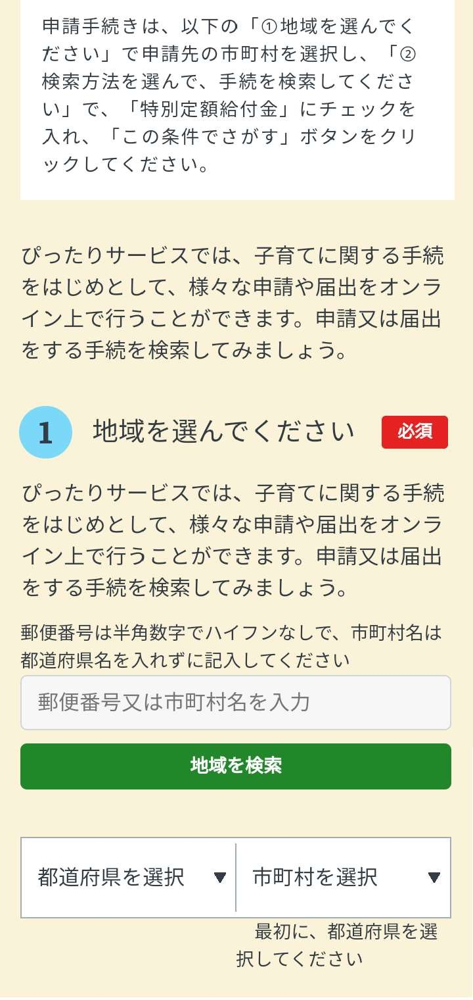 申請手続きは、以下の「①地域を選んでく
ださい」で申請先の市町村を選択し、「②
検索方法を選んで、手続を検索してくださ
い」で、「特別定額給付金」にチェックを
入れ、「この条件でさがす」ボタンをクリ
ックしてください。
ぴったりサービスでは、子育てに関する手続
をはじめとして、様々な申請や届出をオンラ
イン上で行うことができます。申請又は届出
をする手続を検索してみましょう。
1 地域を選んでください 必須
ぴったりサービスでは、子育てに関する手続
をはじめとして、様々な申請や届出をオンラ
イン上で行うことができます。申請又は届出
をする手続を検索してみましょう。
郵便番号は半角数字でハイフンなしで、市町村名は
都道府県名を入れずに記入してください
郵便番号又は市町村名を入力
地域を検索
都道府県を選択 ▼ 市町村を選択 ▼
最初に、都道府県を選
択してください